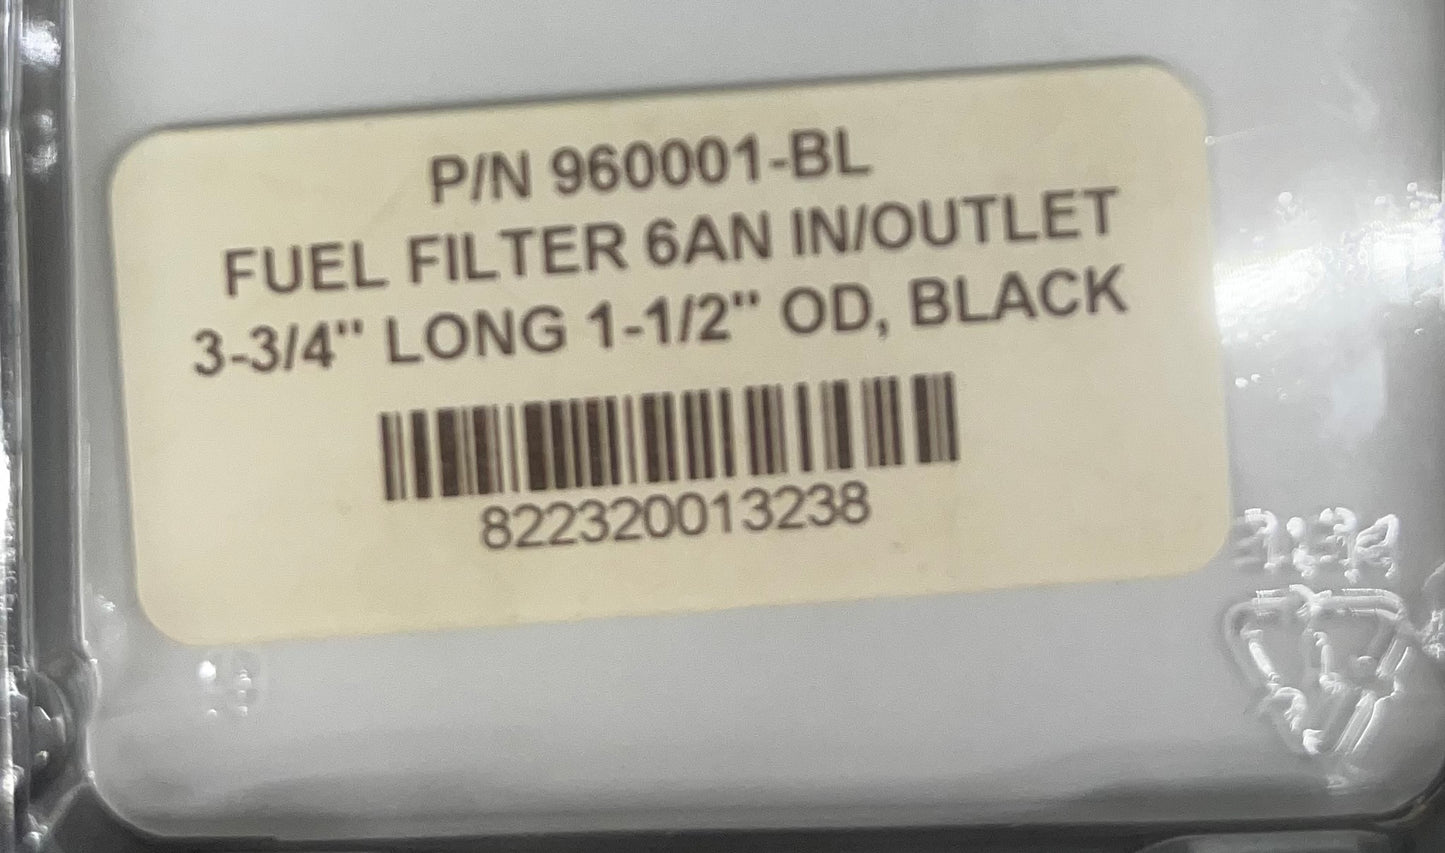 P/N 960001-BL
FUEL FILTER 6AN IN/OUTLET
3-3/4" LONG 1-1/2" OD, BLACK
822320013238